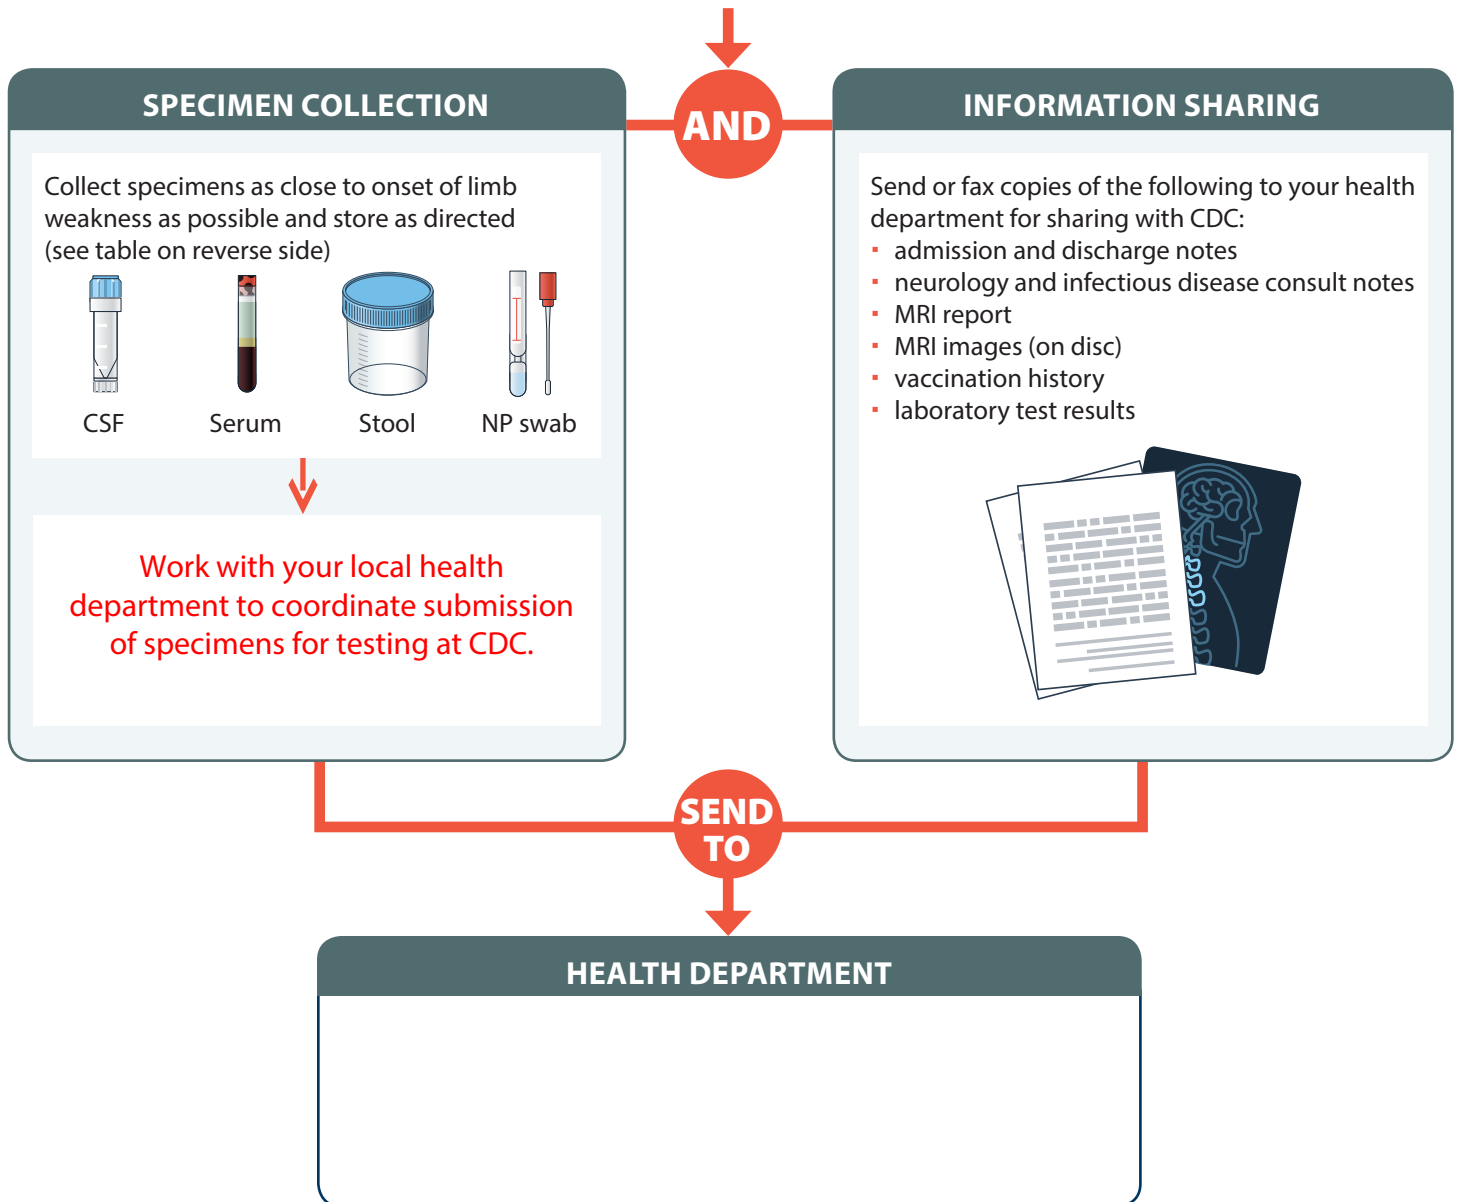 SPECIMEN COLLECTION
Collect specimens as close to onset of limb
weakness as possible and store as directed
(see table on reverse side)
CSF
Serum
Stool
NP swab
Work with your local health
department to coordinate submission
of specimens for testing at CDC.
AND
INFORMATION SHARING
Send or fax copies of the following to your health
department for sharing with CDC:
▪ admission and discharge notes
▪ neurology and infectious disease consult notes
▪ MRI report
▪ MRI images (on disc)
▪ vaccination history
▪ laboratory test results
SEND
TO
HEALTH DEPARTMENT